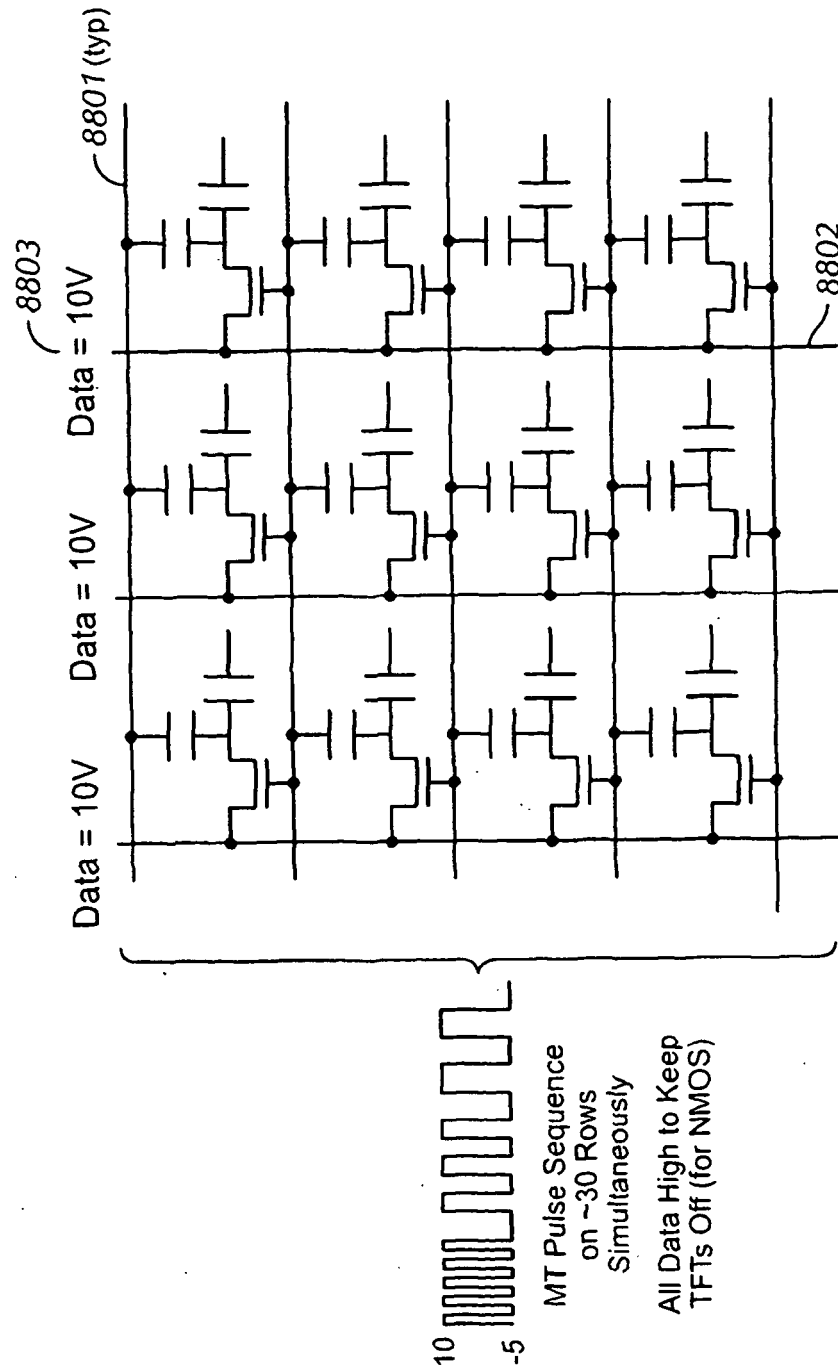 8803
8801 (typ)
Data = 10V
Data = 10V
Data = 10V
10
-5
MT Pulse Sequence
on ~30 Rows
Simultaneously
All Data High to Keep
TFTs Off (for NMOS)
8802